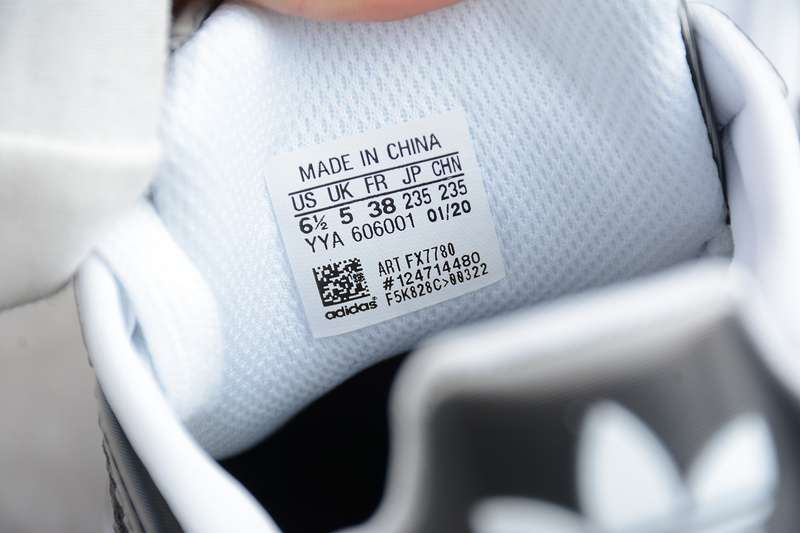 MADE IN CHINA
US UK FR JP CHN
6½ 5 38 235 235
YYA 606001 01/20
ART FX7780
#124714480
F5K828C>00322
adidas